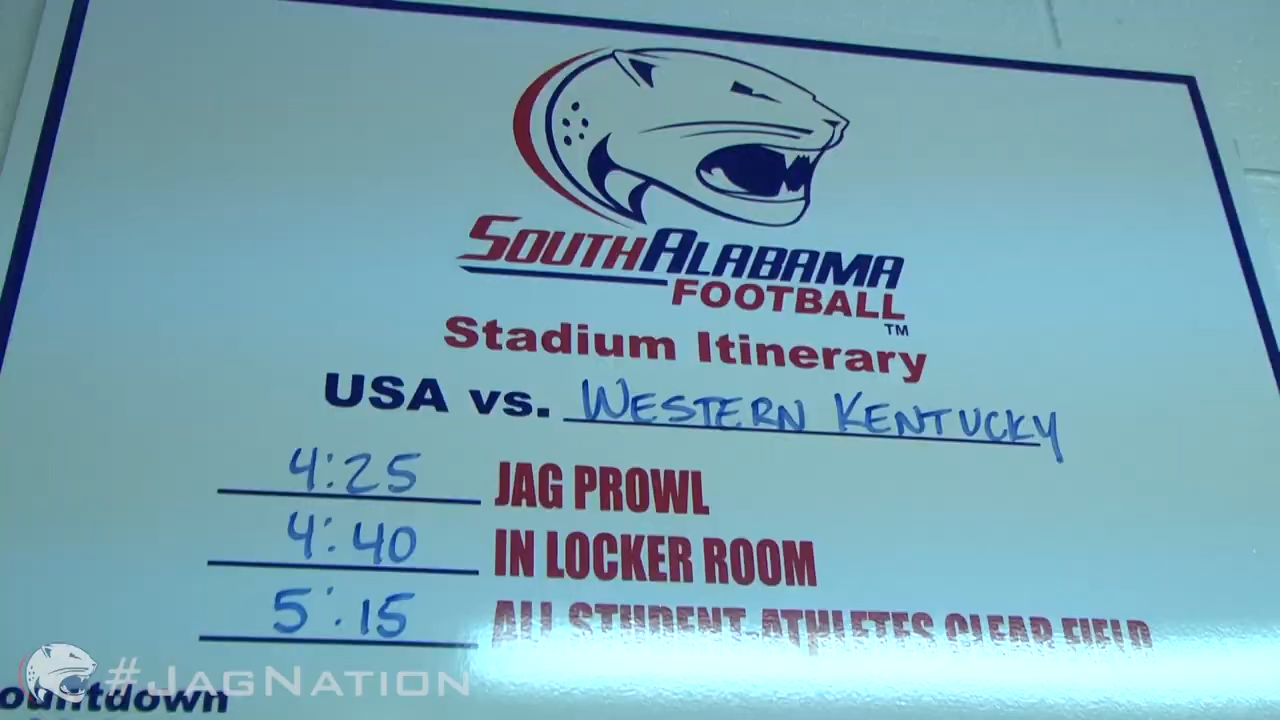 SOUTHALABAMA
FOOTBALL
TM
Stadium Itinerary
USA vs. WESTERN KENTUCKY
4:25 JAG PROWL
4:40 IN LOCKER ROOM
5:15 ALL STUDENT-ATHLETES CLEAR FIELD
#JAGNATION